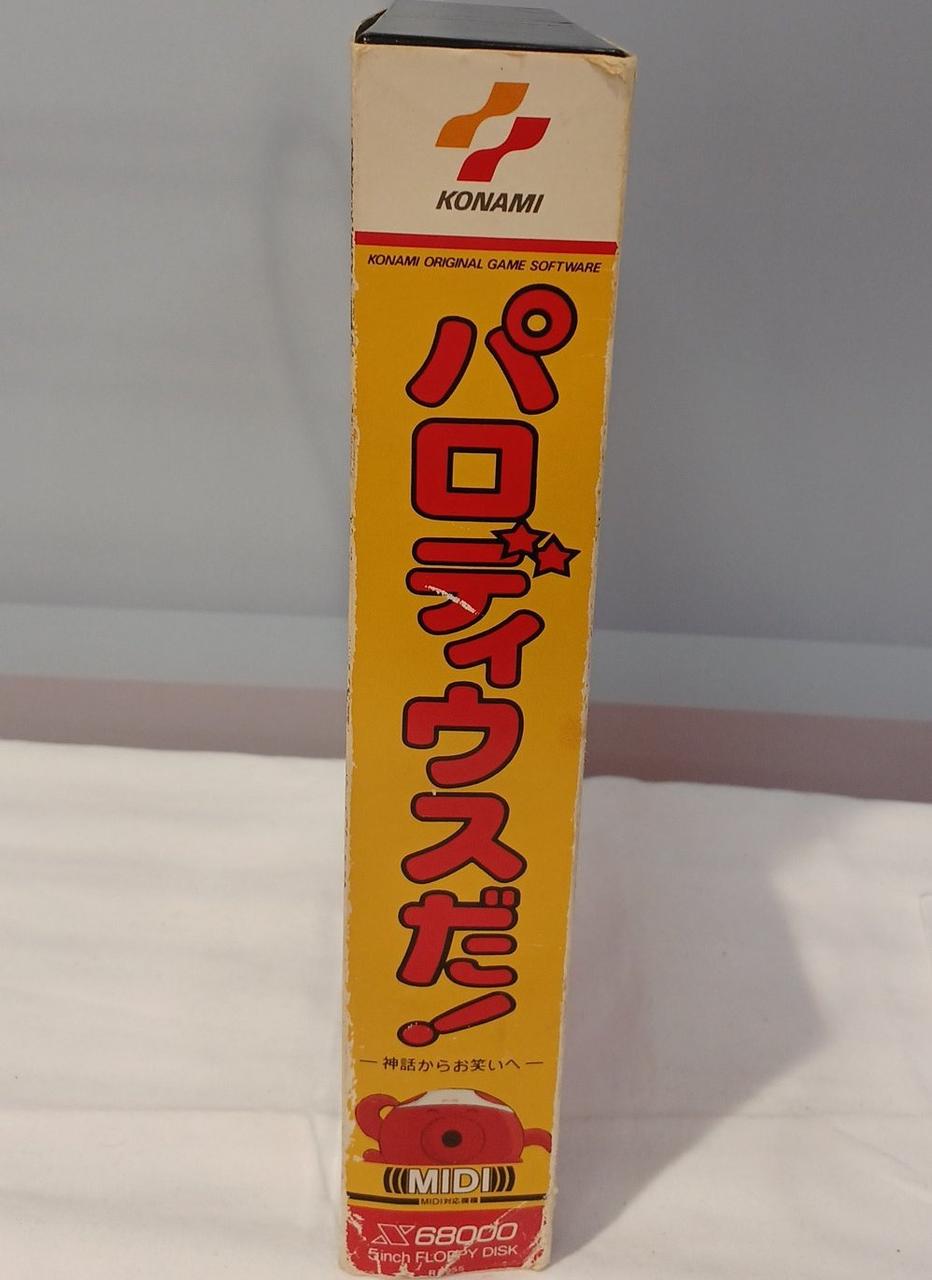 KONAMI
KONAMI ORIGINAL GAME SOFTWARE
パロディウスだ!
―神話からお笑いへ―
MIDI
MIDI対応機種
X68000
5inch FLOPPY DISK